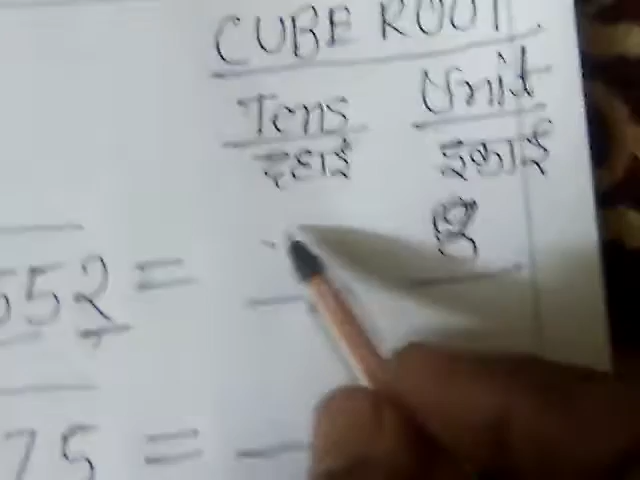 CUBE ROOT.
Tens Unit
दहाई इकाई
8
552 =
75 =